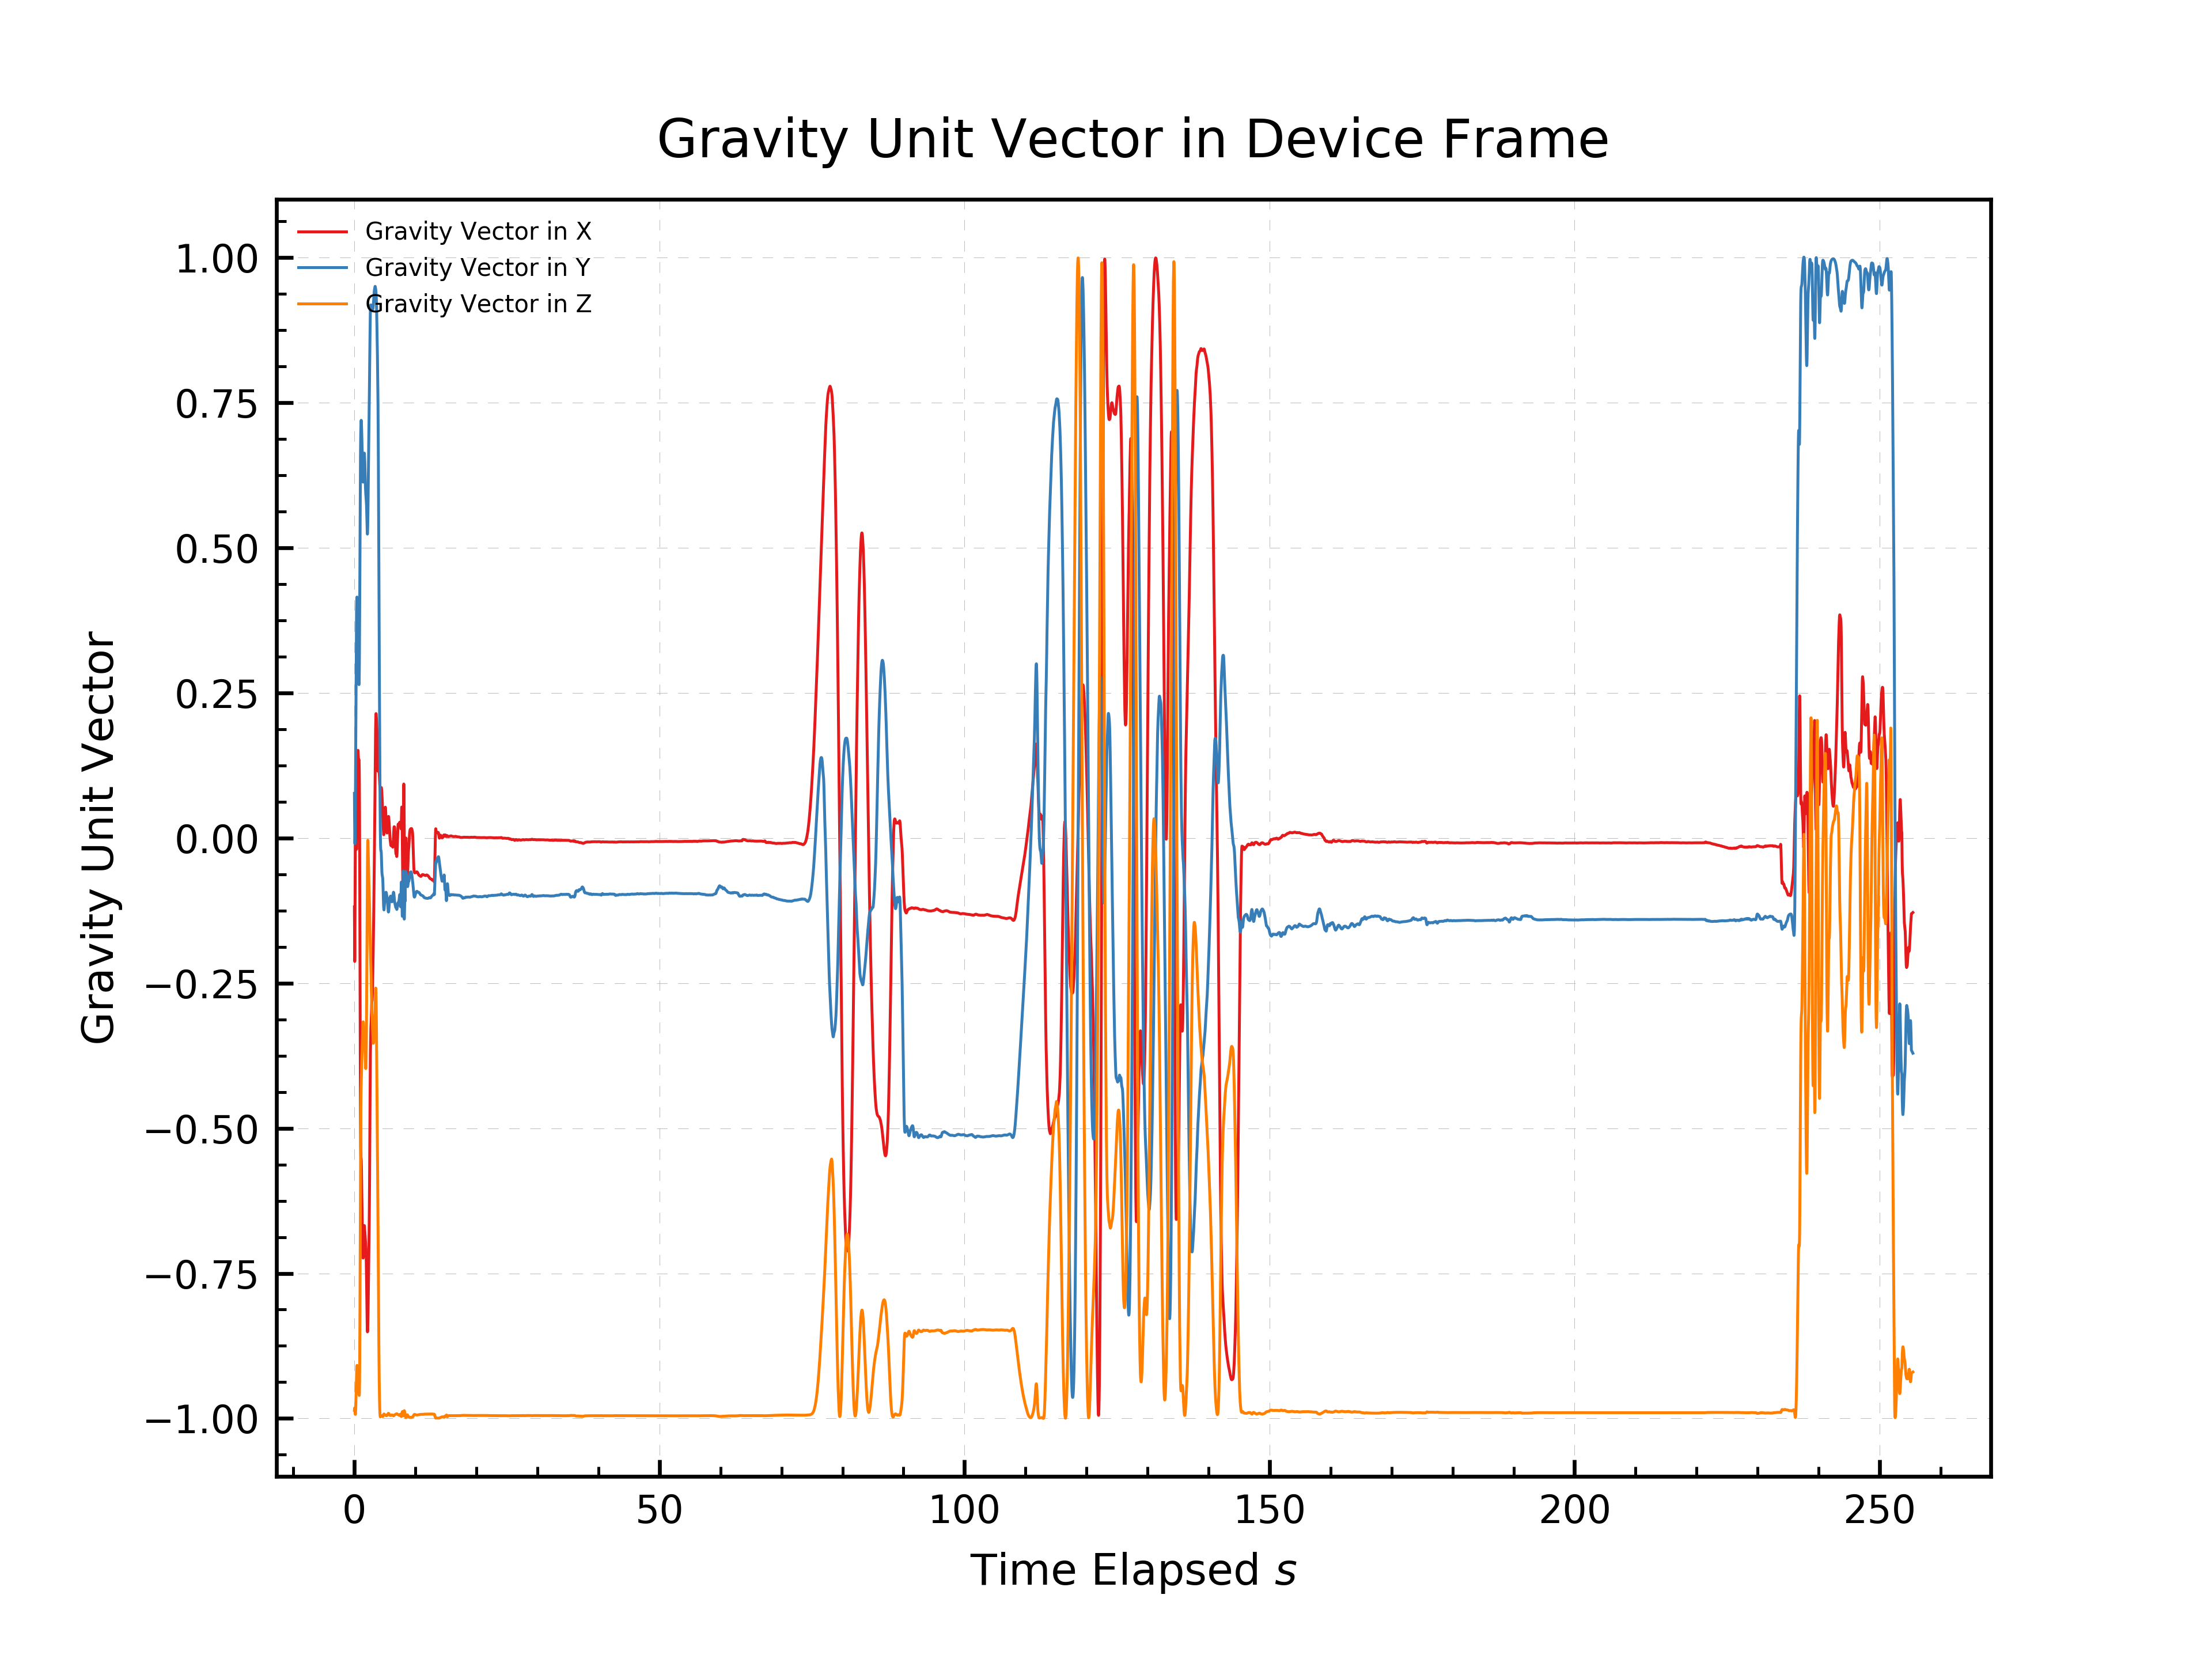 Gravity Unit Vector in Device Frame
Gravity Vector in X
Gravity Vector in Y
Gravity Vector in Z
1.00
0.75
0.50
0.25
0.00
−0.25
−0.50
−0.75
−1.00
Gravity Unit Vector
0 50 100 150 200 250
Time Elapsed s